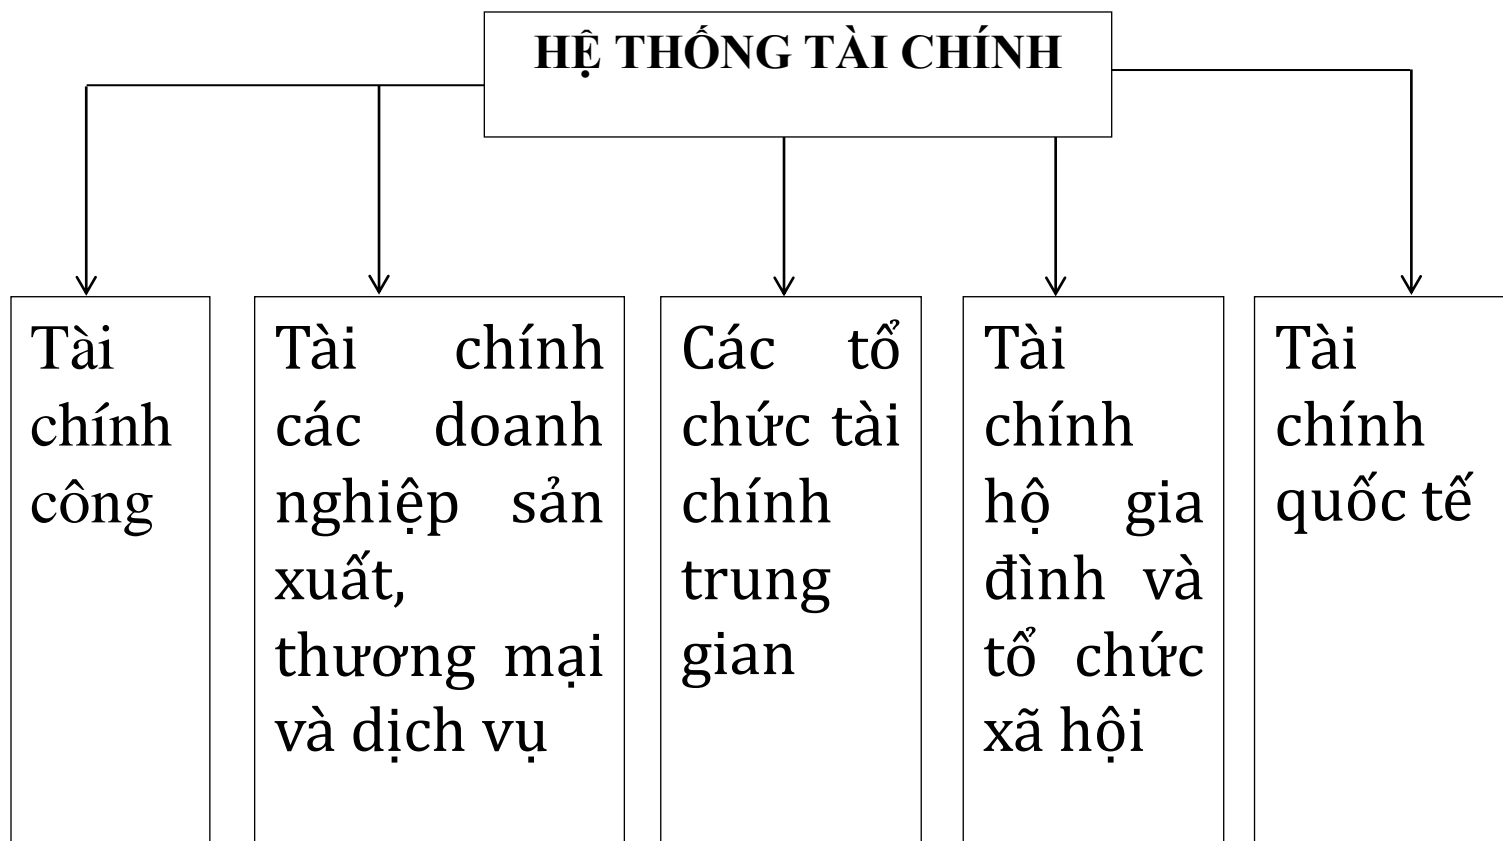 HỆ THỐNG TÀI CHÍNH
Tài
chính
công
Tài chính
các doanh
nghiệp sản
xuất,
thương mại
và dịch vụ
Các tổ
chức tài
chính
trung
gian
Tài
chính
hộ gia
đình và
tổ chức
xã hội
Tài
chính
quốc tế